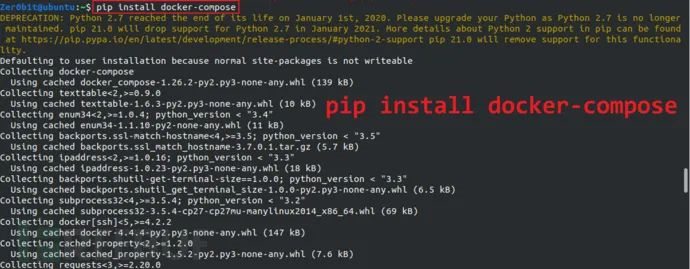 Zer0b1t@ubuntu:~$ pip install docker-compose
DEPRECATION: Python 2.7 reached the end of its life on January 1st, 2020. Please upgrade your Python as Python 2.7 is no longer
 maintained. pip 21.0 will drop support for Python 2.7 in January 2021. More details about Python 2 support in pip can be found
 at https://pip.pypa.io/en/latest/development/release-process/#python-2-support pip 21.0 will remove support for this functiona
lity.
Defaulting to user installation because normal site-packages is not writeable
Collecting docker-compose
  Using cached docker_compose-1.26.2-py2.py3-none-any.whl (139 kB)
Collecting texttable<2,>=0.9.0
  Using cached texttable-1.6.3-py2.py3-none-any.whl (10 kB)
pip install docker-compose
Collecting enum34<2,>=1.0.4; python_version < "3.4"
  Using cached enum34-1.1.10-py2-none-any.whl (11 kB)
Collecting backports.ssl-match-hostname<4,>=3.5; python_version < "3.5"
  Using cached backports.ssl_match_hostname-3.7.0.1.tar.gz (5.7 kB)
Collecting ipaddress<2,>=1.0.16; python_version < "3.3"
  Using cached ipaddress-1.0.23-py2.py3-none-any.whl (18 kB)
Collecting backports.shutil-get-terminal-size==1.0.0; python_version < "3.3"
  Using cached backports.shutil_get_terminal_size-1.0.0-py2.py3-none-any.whl (6.5 kB)
Collecting subprocess32<4,>=3.5.4; python_version < "3.2"
  Using cached subprocess32-3.5.4-cp27-cp27mu-manylinux2014_x86_64.whl (69 kB)
Collecting docker[ssh]<5,>=4.2.2
  Using cached docker-4.4.4-py2.py3-none-any.whl (147 kB)
Collecting cached-property<2,>=1.2.0
  Using cached cached_property-1.5.2-py2.py3-none-any.whl (7.6 kB)
Collecting requests<3,>=2.20.0